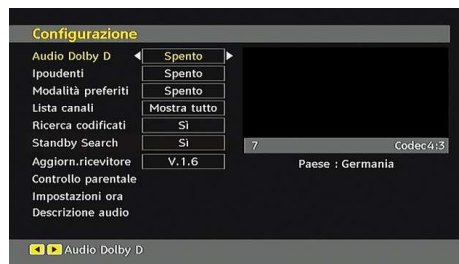 Configurazione
Audio Dolby D Spento
Ipoudenti Spento
Modalità preferiti Spento
Lista canali Mostra tutto
Ricerca codificati Sì
Standby Search Sì
Aggiorn.ricevitore V.1.6
Controllo parentale
Impostazioni ora
Descrizione audio
7 Codec4:3
Paese : Germania
Audio Dolby D